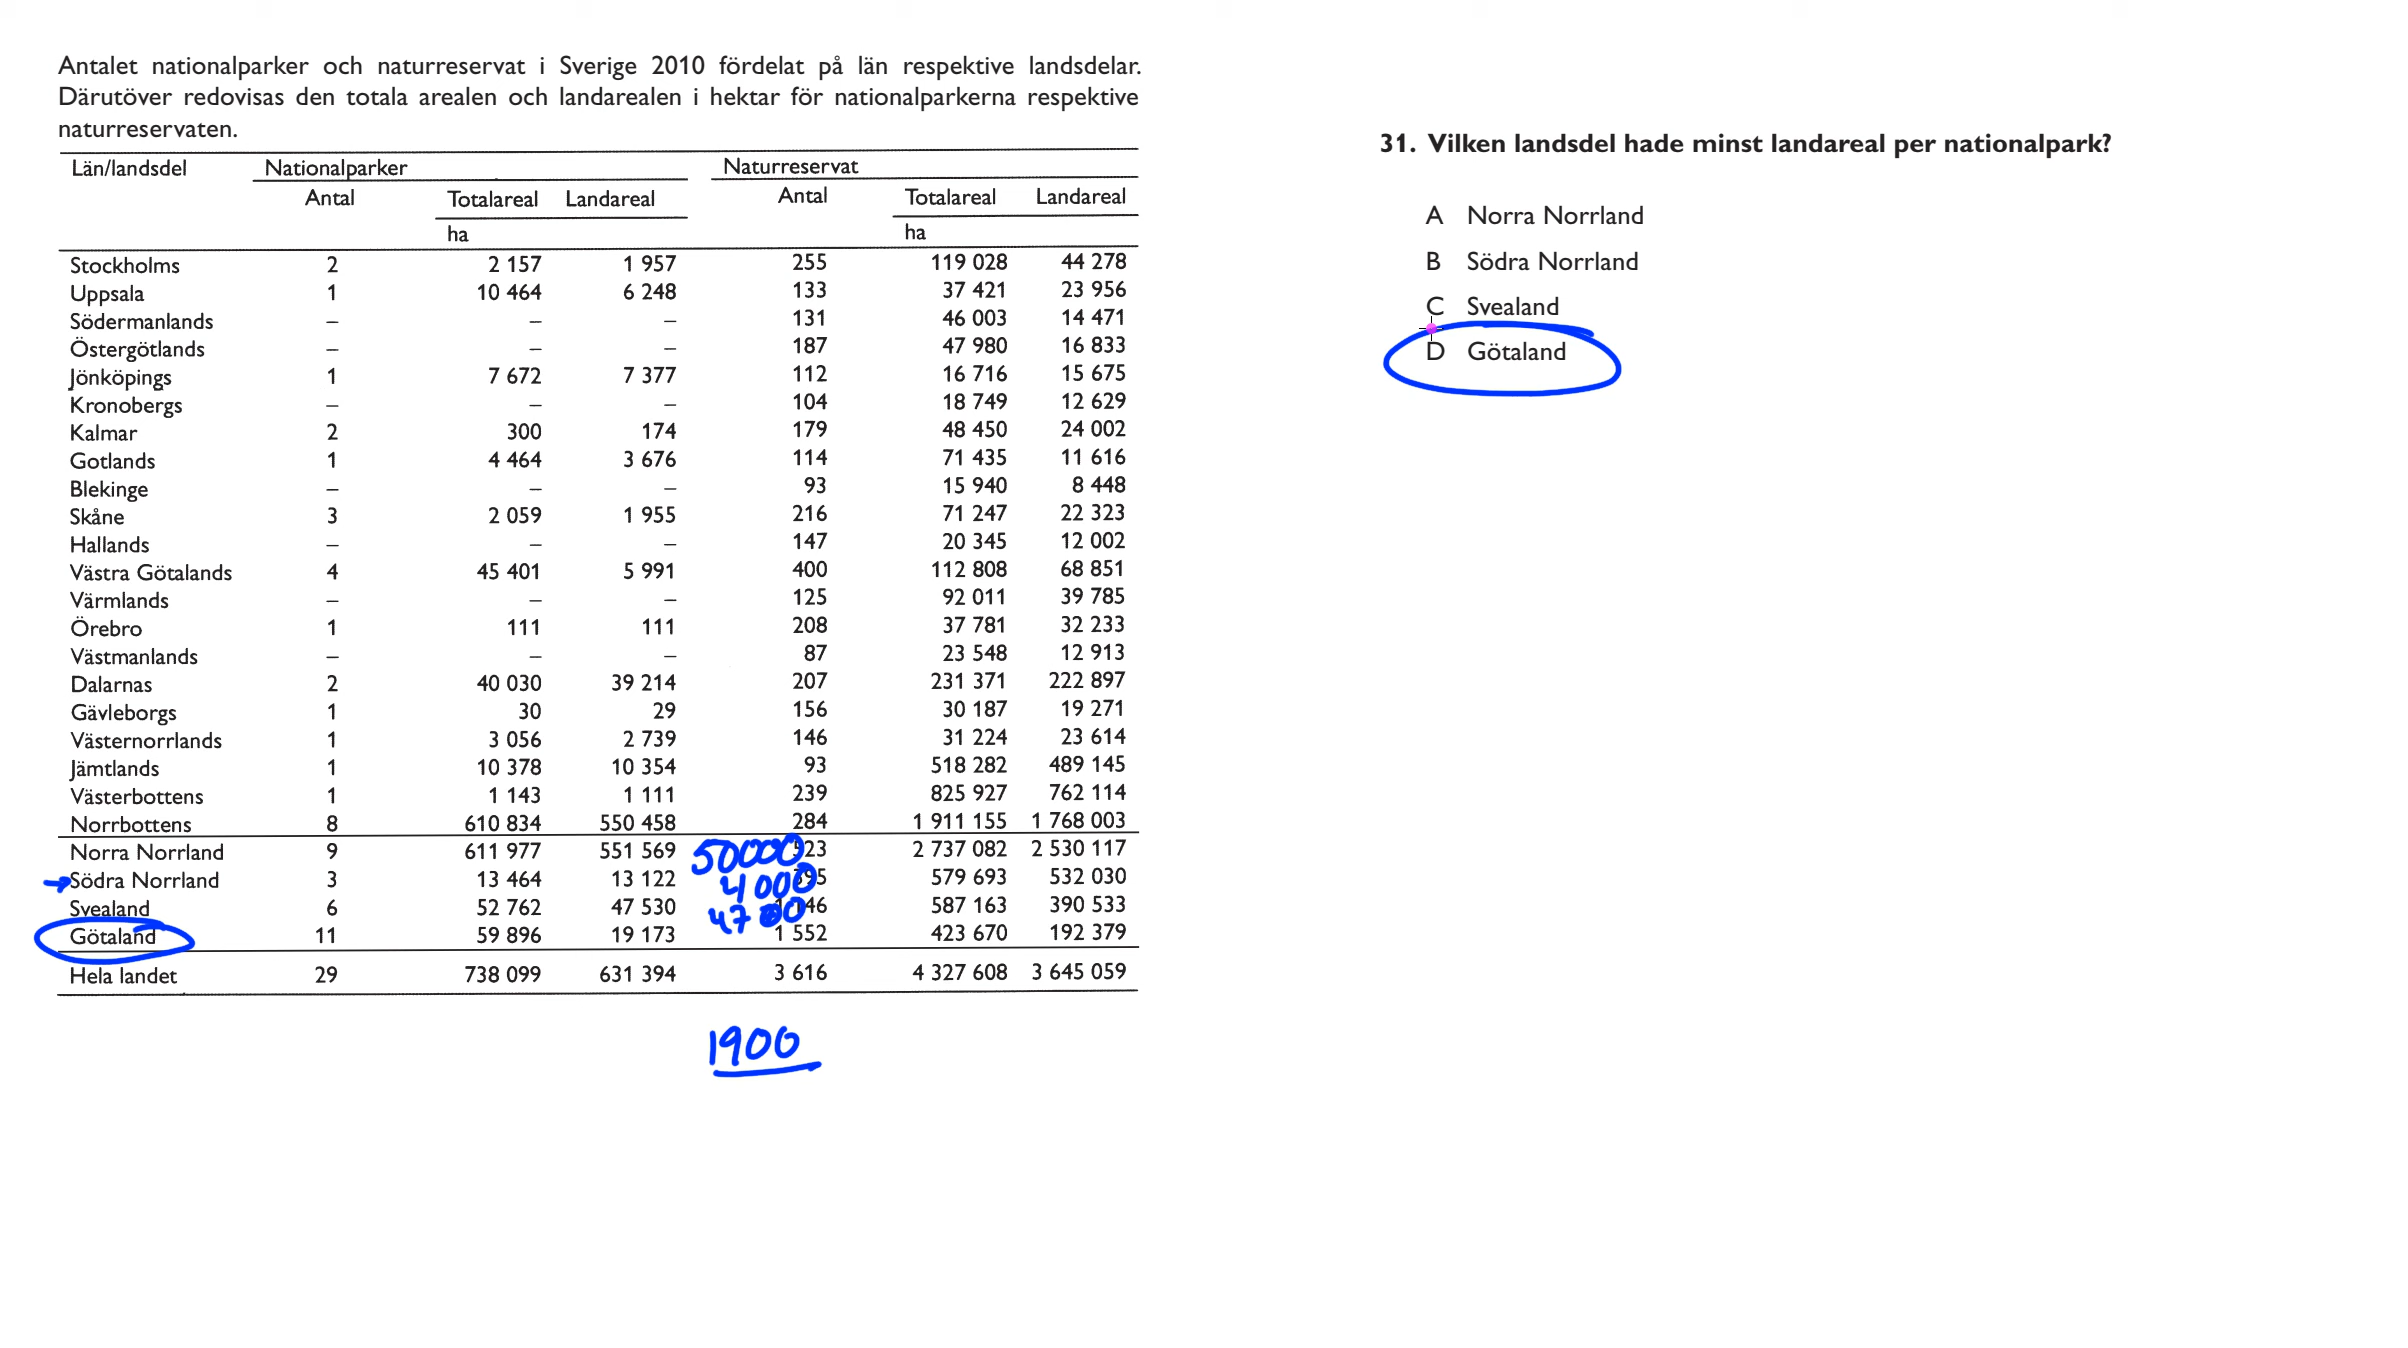 Antalet nationalparker och naturreservat i Sverige 2010 fördelat på län respektive landsdelar.
Därutöver redovisas den totala arealen och landarealen i hektar för nationalparkerna respektive
naturreservaten.
Län/landsdel Nationalparker Naturreservat
Antal Totalareal Landareal Antal Totalareal Landareal
ha ha
Stockholms 2 2 157 1 957 255 119 028 44 278
Uppsala 1 10 464 6 248 133 37 421 23 956
Södermanlands – – – 131 46 003 14 471
Östergötlands – – – 187 47 980 16 833
Jönköpings 1 7 672 7 377 112 16 716 15 675
Kronobergs – – – 104 18 749 12 629
Kalmar 2 300 174 179 48 450 24 002
Gotlands 1 4 464 3 676 114 71 435 11 616
Blekinge – – – 93 15 940 8 448
Skåne 3 2 059 1 955 216 71 247 22 323
Hallands – – – 147 20 345 12 002
Västra Götalands 4 45 401 5 991 400 112 808 68 851
Värmlands – – – 125 92 011 39 785
Örebro 1 111 111 208 37 781 32 233
Västmanlands – – – 87 23 548 12 913
Dalarnas 2 40 030 39 214 207 231 371 222 897
Gävleborgs 1 30 29 156 30 187 19 271
Västernorrlands 1 3 056 2 739 146 31 224 23 614
Jämtlands 1 10 378 10 354 93 518 282 489 145
Västerbottens 1 1 143 1 111 239 825 927 762 114
Norrbottens 8 610 834 550 458 284 1 911 155 1 768 003
Norra Norrland 9 611 977 551 569 50000 2 737 082 2 530 117
Södra Norrland 3 13 464 13 122 4000 579 693 532 030
Svealand 6 52 762 47 530 587 163 390 533
Götaland 11 59 896 19 173 1 552 423 670 192 379
Hela landet 29 738 099 631 394 3 616 4 327 608 3 645 059
1900
31. Vilken landsdel hade minst landareal per nationalpark?
A Norra Norrland
B Södra Norrland
C Svealand
D Götaland